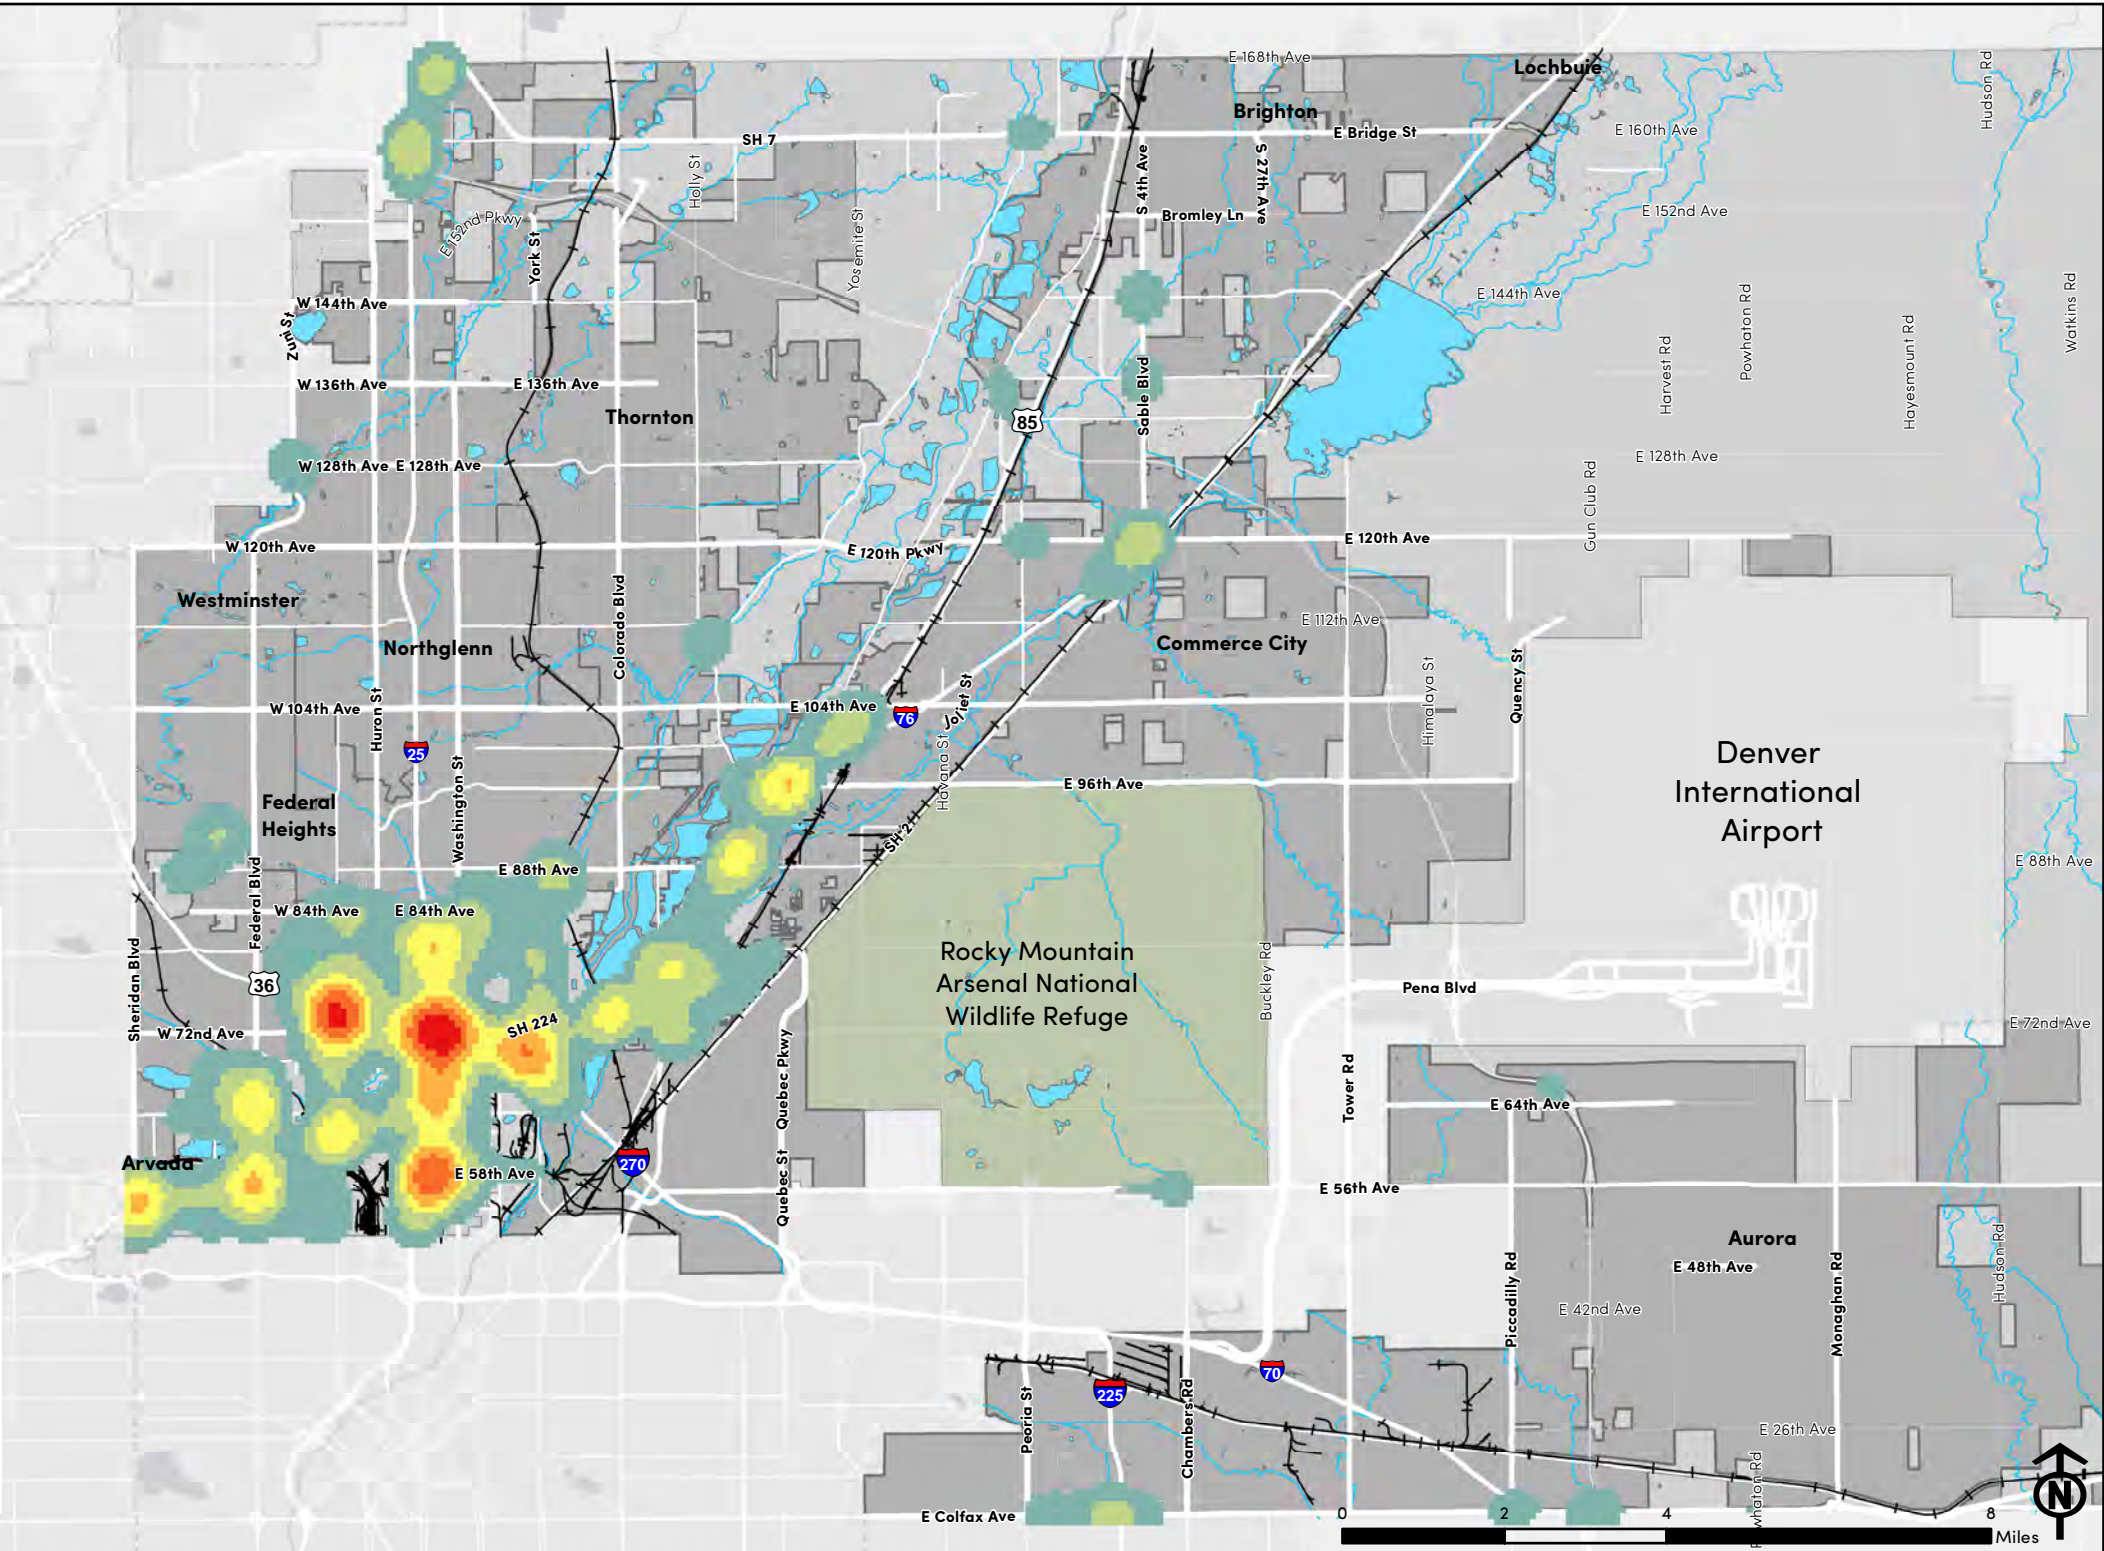 E 168th Ave
Lochbuie
Hudson Rd
Brighton
SH 7
E Bridge St
E 160th Ave
Holly St
S 4th Ave
S 27th Ave
E 152nd Pkwy
York St
Yosemite St
Bromley Ln
E 152nd Ave
W 144th Ave
Zuni St
E 144th Ave
Powhaton Rd
Watkins Rd
Harvest Rd
Hayesmount Rd
W 136th Ave
E 136th Ave
Thornton
85
Sable Blvd
W 128th Ave
E 128th Ave
E 128th Ave
Gun Club Rd
W 120th Ave
E 120th Pkwy
E 120th Ave
Westminster
Colorado Blvd
E 112th Ave
Northglenn
Commerce City
Huron St
W 104th Ave
E 104th Ave
76
Joliet St
Himalaya St
Quency St
25
Havana St
Denver
International
Airport
Washington St
E 96th Ave
Federal
Heights
SH 2
E 88th Ave
E 88th Ave
Federal Blvd
W 84th Ave
E 84th Ave
Sheridan Blvd
36
Rocky Mountain
Arsenal National
Wildlife Refuge
Buckley Rd
Pena Blvd
W 72nd Ave
SH 224
E 72nd Ave
Quebec Pkwy
Tower Rd
E 64th Ave
Arvada
E 58th Ave
270
Quebec St
E 56th Ave
Aurora
Hudson Rd
E 48th Ave
Piccadilly Rd
Monaghan Rd
E 42nd Ave
70
225
Peoria St
Chambers Rd
E 26th Ave
E Colfax Ave
N
0 2 4 8
Miles